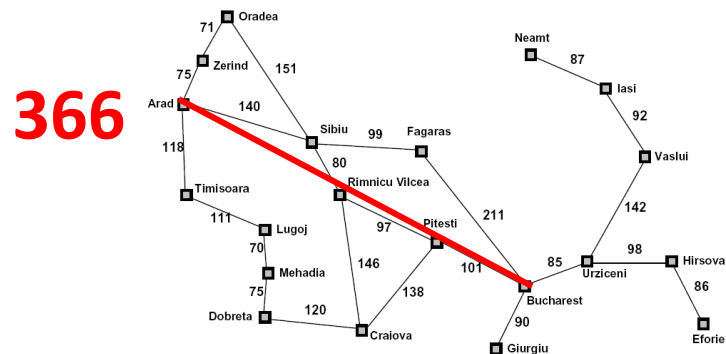 71
Oradea
Neamt
87
Zerind
75
151
Iasi
366
Arad
140
92
Sibiu
99
Fagaras
118
80
Vaslui
Rimnicu Vilcea
Timisoara
111
97
Pitesti
211
142
Lugoj
70
146
101
85
98
Hirsova
Mehadia
Urziceni
75
138
86
Bucharest
120
Dobreta
90
Craiova
Eforie
Giurgiu